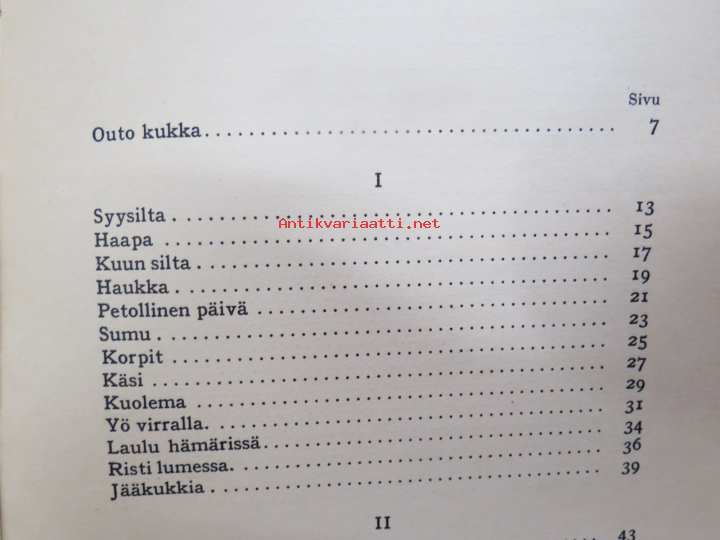 Sivu
Outo kukka.................................... 7
I
Syysilta ....................................... 13
Antikvariaatti.net
Haapa ........................................ 15
Kuun silta ..................................... 17
Haukka ....................................... 19
Petollinen päivä ................................ 21
Sumu ......................................... 23
Korpit ........................................ 25
Käsi .......................................... 27
Kuolema ...................................... 29
Yö virralla..................................... 31
Laulu hämärissä................................ 34
Risti lumessa................................... 36
Jääkukkia ..................................... 39
II
43